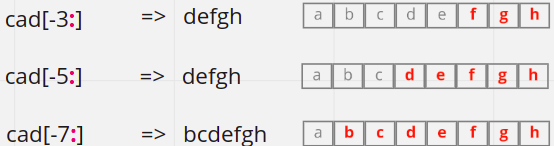 cad[-3:] => defgh a b c d e f g h
cad[-5:] => defgh a b c d e f g h
cad[-7:] => bcdefgh a b c d e f g h